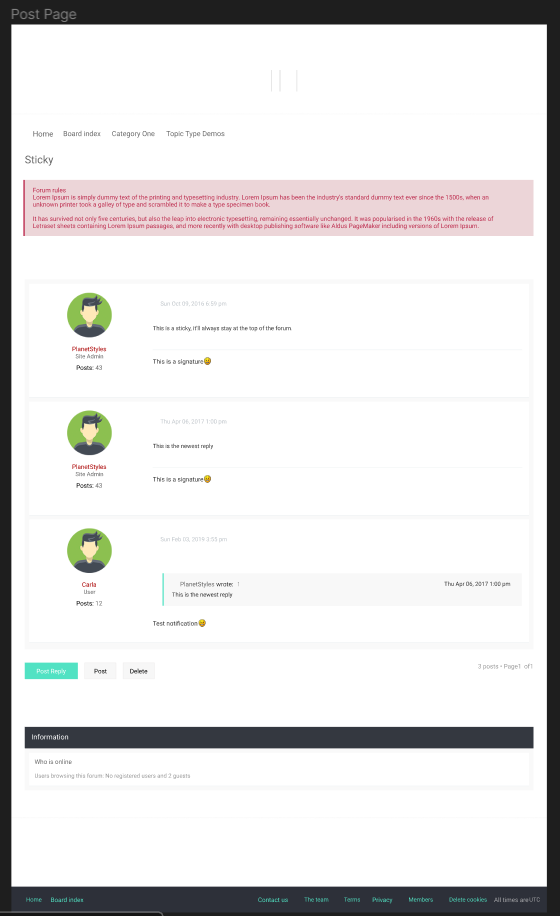 Post Page
Home Board index Category One Topic Type Demos
Sticky
Forum rules
Lorem Ipsum is simply dummy text of the printing and typesetting industry. Lorem Ipsum has been the industry's standard dummy text ever since the 1500s, when an
unknown printer took a galley of type and scrambled it to make a type specimen book.
It has survived not only five centuries, but also the leap into electronic typesetting, remaining essentially unchanged. It was popularised in the 1960s with the release of
Letraset sheets containing Lorem Ipsum passages, and more recently with desktop publishing software like Aldus PageMaker including versions of Lorem Ipsum.
Sun Oct 09, 2016 6:59 pm
This is a sticky, it'll always stay at the top of the forum.
PlanetStyles
Site Admin
Posts: 43
This is a signature
Thu Apr 06, 2017 1:00 pm
This is the newest reply
PlanetStyles
Site Admin
Posts: 43
This is a signature
Sun Feb 03, 2019 3:55 pm
Carla
User
Posts: 12
PlanetStyles wrote: ↑ Thu Apr 06, 2017 1:00 pm
This is the newest reply
Test notification
Post Reply Post Delete
3 posts • Page1 of1
Information
Who is online
Users browsing this forum: No registered users and 2 guests
Home Board index Contact us The team Terms Privacy Members Delete cookies All times areUTC